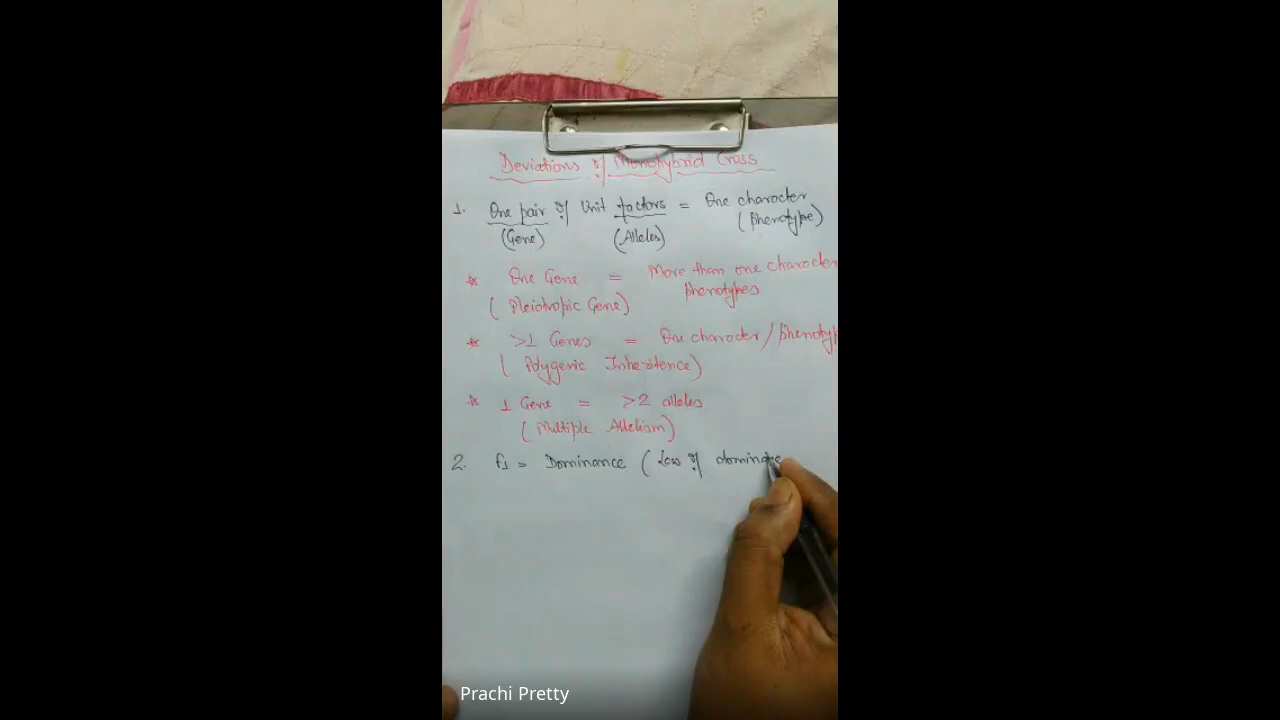 Deviations of Monohybrid Cross
1. One pair of Unit factors = One character
(Gene) (Alleles) (Phenotype)
* One Gene = More than one character
(Pleiotropic Gene) phenotypes
* >1 Genes = One character/phenotyp
(Polygenic Inheritence)
* 1 Gene = >2 alleles
(Multiple Allelism)
2. F1 = Dominance (Law of dominance
Prachi Pretty